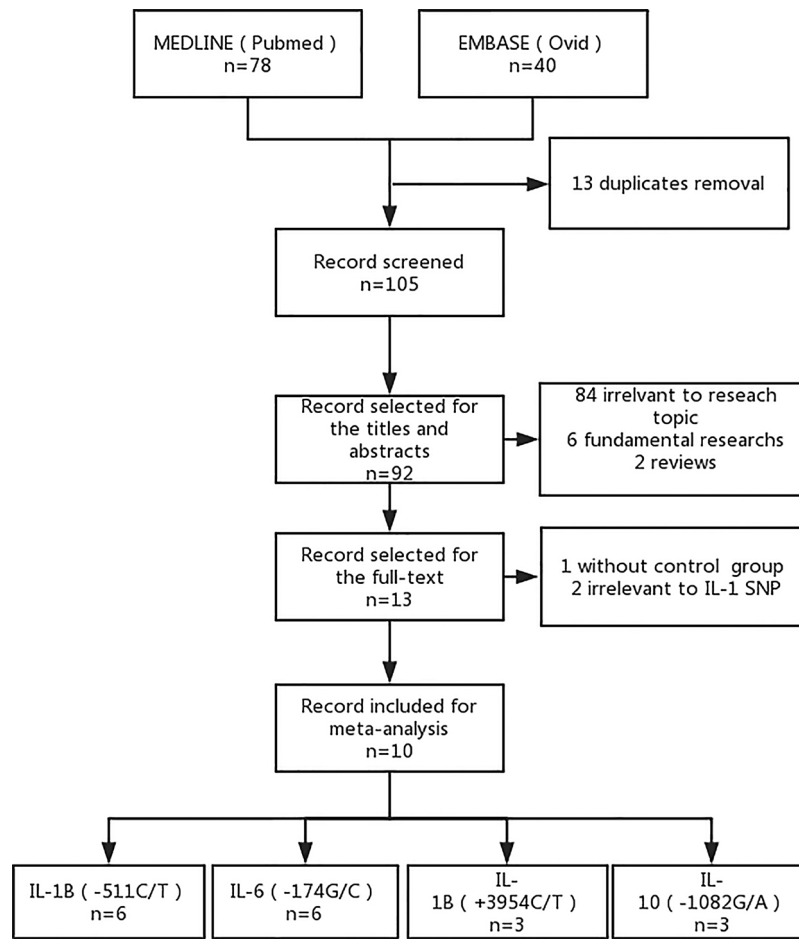 MEDLINE ( Pubmed )
n=78
EMBASE ( Ovid )
n=40
13 duplicates removal
Record screened
n=105
Record selected for
the titles and
abstracts
n=92
84 irrelvant to reseach
topic
6 fundamental researchs
2 reviews
Record selected for
the full-text
n=13
1 without control group
2 irrelevant to IL-1 SNP
Record included for
meta-analysis
n=10
IL-1B ( -511C/T )
n=6
IL-6 ( -174G/C )
n=6
IL-
1B ( +3954C/T )
n=3
IL-
10 ( -1082G/A )
n=3